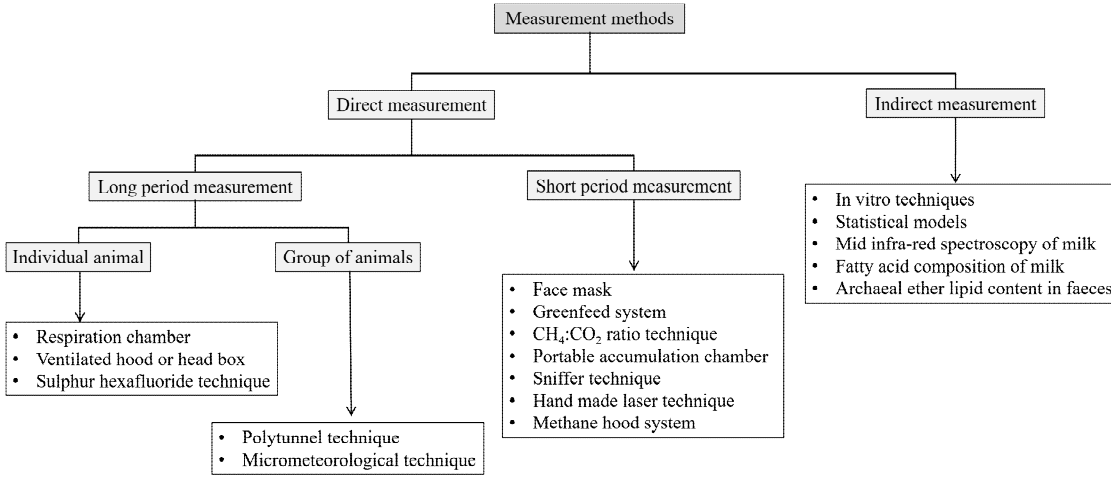 Measurement methods
Direct measurement
Indirect measurement
Long period measurement
Short period measurement
Individual animal
Group of animals
• Respiration chamber
• Ventilated hood or head box
• Sulphur hexafluoride technique
• Polytunnel technique
• Micrometeorological technique
• Face mask
• Greenfeed system
• CH₄:CO₂ ratio technique
• Portable accumulation chamber
• Sniffer technique
• Hand made laser technique
• Methane hood system
• In vitro techniques
• Statistical models
• Mid infra-red spectroscopy of milk
• Fatty acid composition of milk
• Archaeal ether lipid content in faeces